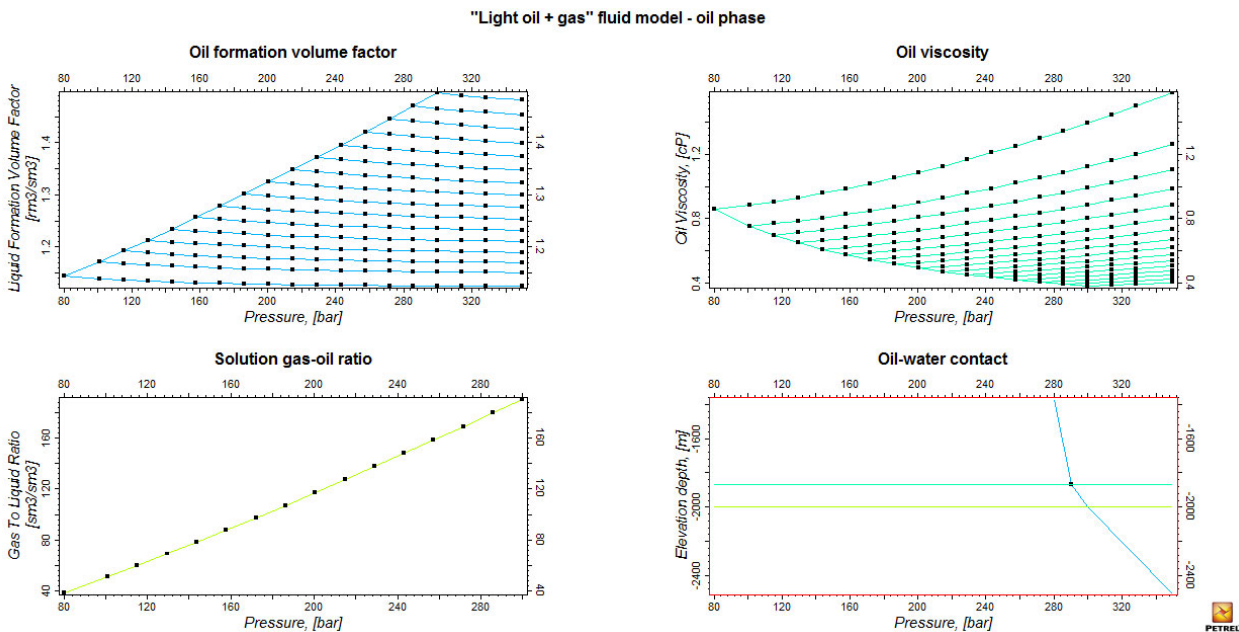 "Light oil + gas" fluid model - oil phase
Oil formation volume factor
80 120 160 200 240 280 320
Liquid Formation Volume Factor
[rm3/sm3]
1.4
1.3
1.2
1.4
1.3
1.2
80 120 160 200 240 280 320
Pressure, [bar]
Oil viscosity
80 120 160 200 240 280 320
Oil Viscosity, [cP]
1.2
0.8
0.4
1.2
0.8
0.4
80 120 160 200 240 280 320
Pressure, [bar]
Solution gas-oil ratio
80 120 160 200 240 280
Gas To Liquid Ratio
[sm3/sm3]
160
120
80
40
160
120
80
40
80 120 160 200 240 280
Pressure, [bar]
Oil-water contact
80 120 160 200 240 280 320
Elevation depth, [m]
-1600
-2000
-2400
-1600
-2000
-2400
80 120 160 200 240 280 320
Pressure, [bar]
PETREL